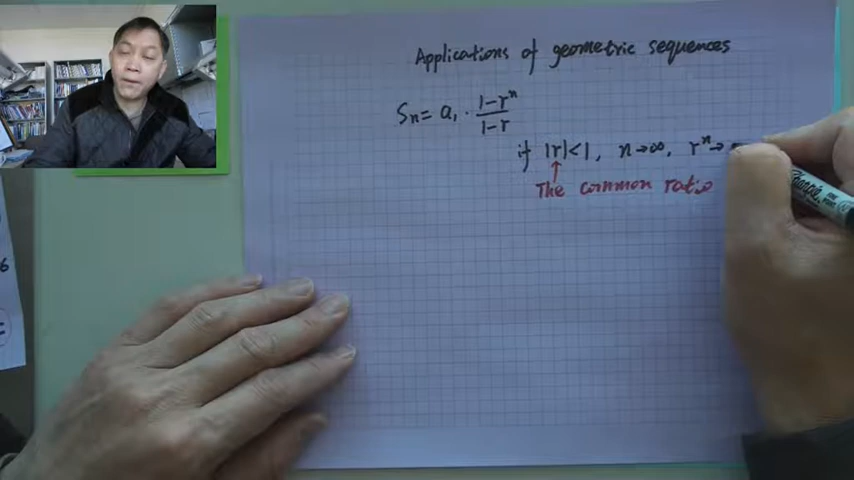 Applications of geometric sequences
Sn = a1 · (1-r^n)/(1-r)
if |r|<1, n→∞, r^n→
The common ratio